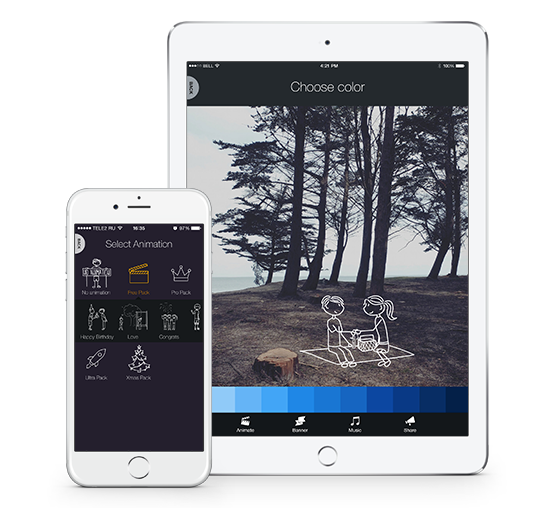 BELL 4:21 PM 100%
BACK Choose color
Animate Banner Music Share
TELE2 RU 16:35 97%
BACK Select Animation
No animation Free Pack Pro Pack
Happy Birthday Love Congrats
Ultra Pack Xmas Pack